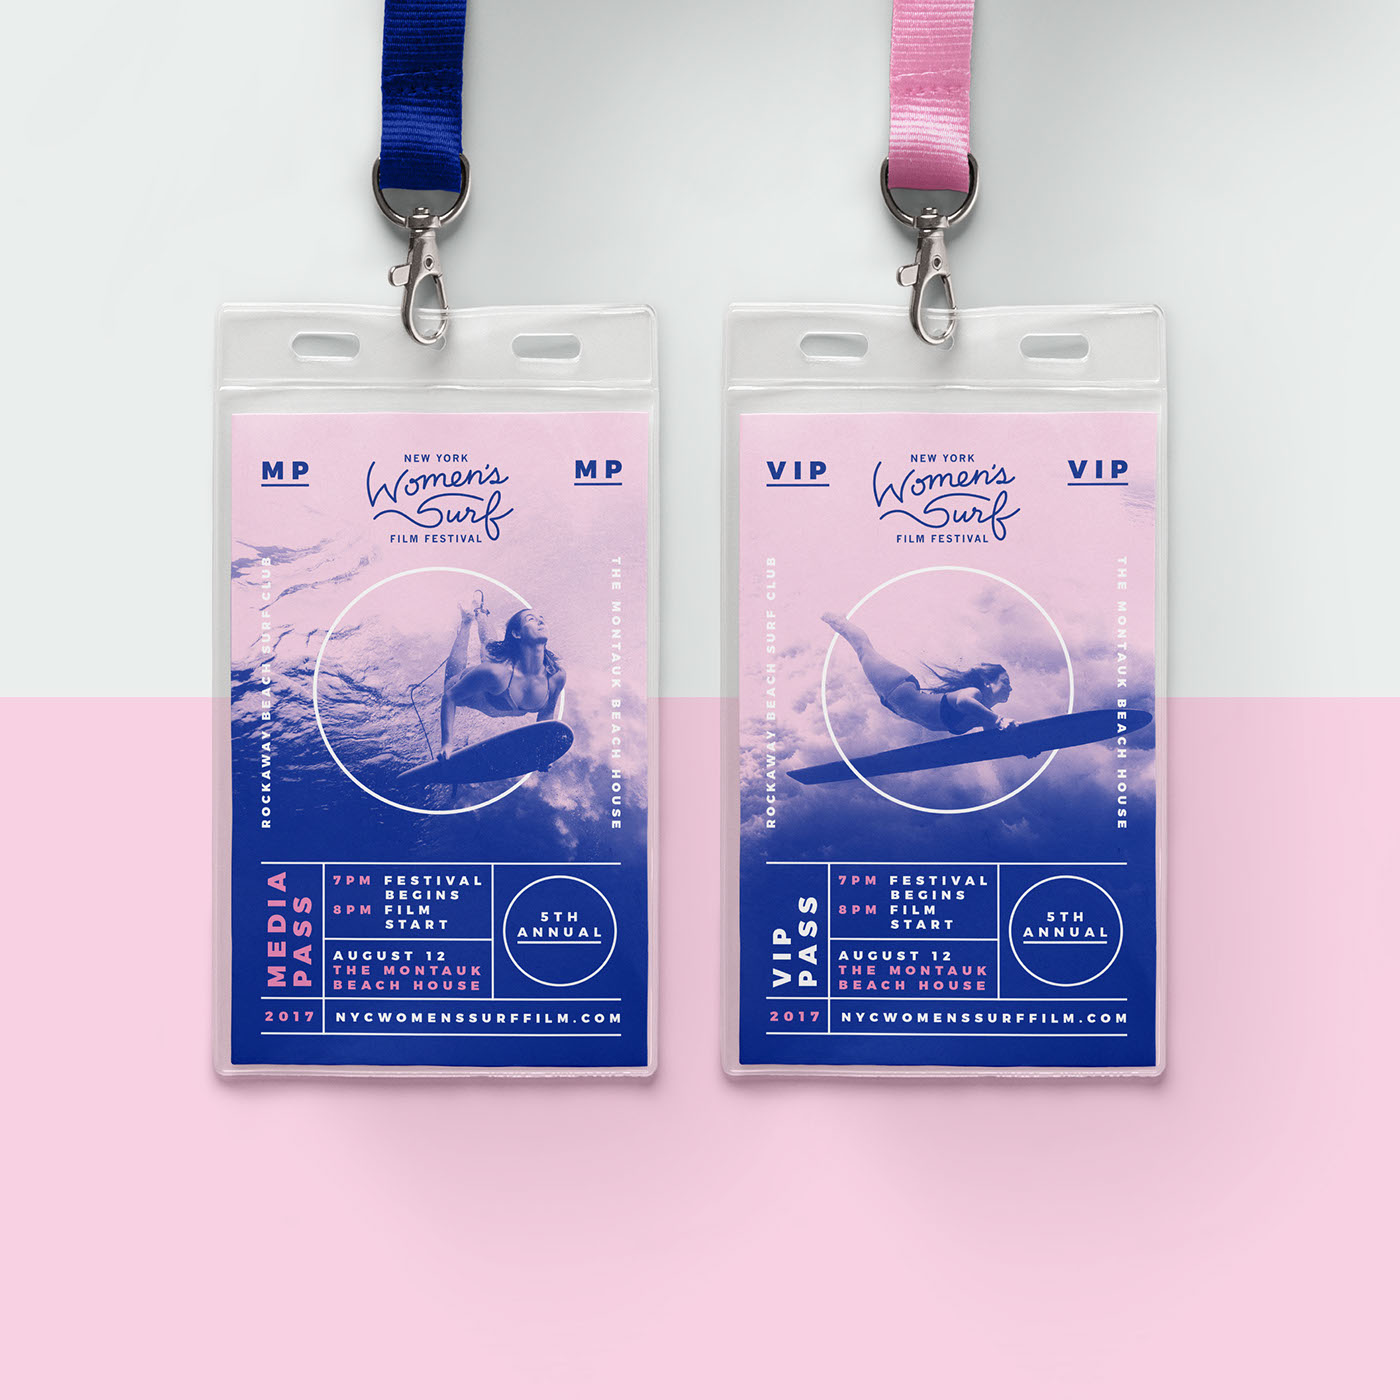 MP
NEW YORK
Women's
Surf
FILM FESTIVAL
MP
ROCKAWAY BEACH SURF CLUB
THE MONTAUK BEACH HOUSE
MEDIA
PASS
7PM FESTIVAL
BEGINS
8PM FILM
START
AUGUST 12
THE MONTAUK
BEACH HOUSE
5TH
ANNUAL
2017
NYCWOMENSSURFFILM.COM
VIP
NEW YORK
Women's
Surf
FILM FESTIVAL
VIP
ROCKAWAY BEACH SURF CLUB
THE MONTAUK BEACH HOUSE
VIP
PASS
7PM FESTIVAL
BEGINS
8PM FILM
START
AUGUST 12
THE MONTAUK
BEACH HOUSE
5TH
ANNUAL
2017
NYCWOMENSSURFFILM.COM